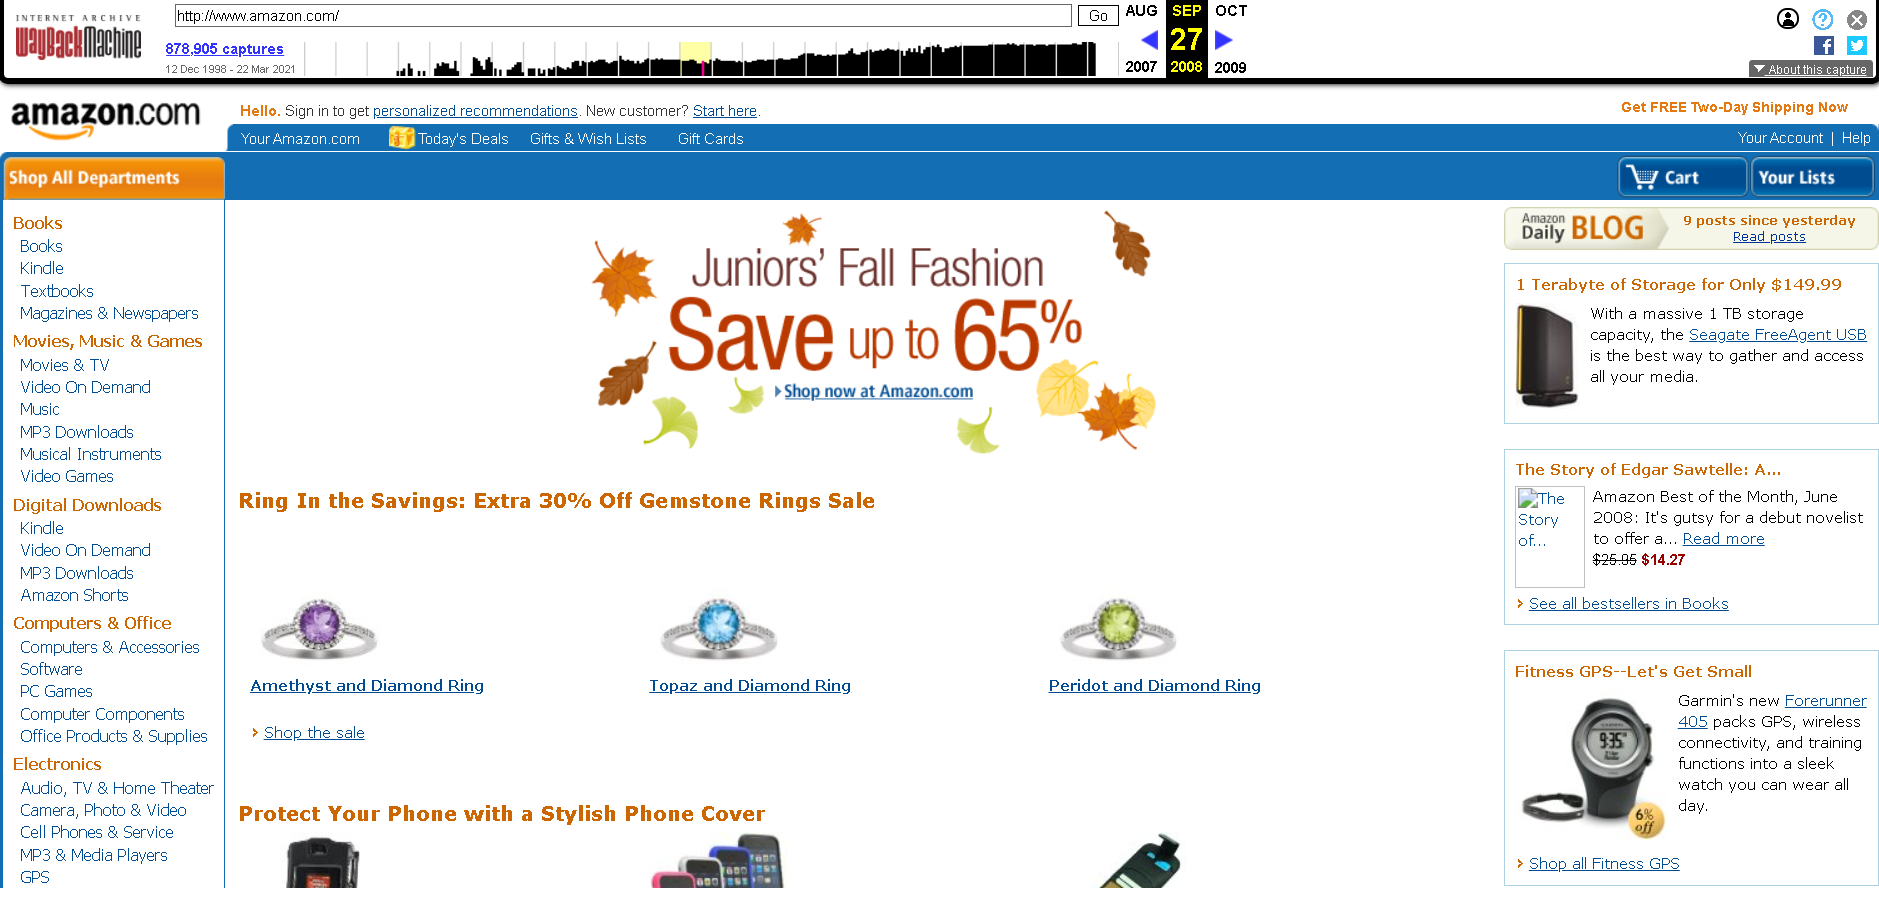 INTERNET ARCHIVE
WayBackMachine
http://www.amazon.com/
Go
AUG SEP OCT
878,905 captures
27
12 Dec 1998 - 22 Mar 2021
2007 2008 2009
About this capture
amazon.com
Hello. Sign in to get personalized recommendations. New customer? Start here.
Get FREE Two-Day Shipping Now
Your Amazon.com
Today's Deals
Gifts & Wish Lists
Gift Cards
Your Account | Help
Shop All Departments
Cart
Your Lists
Books
Books
Kindle
Textbooks
Magazines & Newspapers
Movies, Music & Games
Movies & TV
Video On Demand
Music
MP3 Downloads
Musical Instruments
Video Games
Digital Downloads
Kindle
Video On Demand
MP3 Downloads
Amazon Shorts
Computers & Office
Computers & Accessories
Software
PC Games
Computer Components
Office Products & Supplies
Electronics
Audio, TV & Home Theater
Camera, Photo & Video
Cell Phones & Service
MP3 & Media Players
GPS
Juniors' Fall Fashion
Save up to 65%
Shop now at Amazon.com
Ring In the Savings: Extra 30% Off Gemstone Rings Sale
Amethyst and Diamond Ring
Topaz and Diamond Ring
Peridot and Diamond Ring
Shop the sale
Protect Your Phone with a Stylish Phone Cover
Amazon
Daily BLOG
9 posts since yesterday
Read posts
1 Terabyte of Storage for Only $149.99
With a massive 1 TB storage
capacity, the Seagate FreeAgent USB
is the best way to gather and access
all your media.
The Story of Edgar Sawtelle: A...
The
Story
of...
Amazon Best of the Month, June
2008: It's gutsy for a debut novelist
to offer a... Read more
$25.95 $14.27
See all bestsellers in Books
Fitness GPS--Let's Get Small
9:35
6%
off
Garmin's new Forerunner
405 packs GPS, wireless
connectivity, and training
functions into a sleek
watch you can wear all
day.
Shop all Fitness GPS